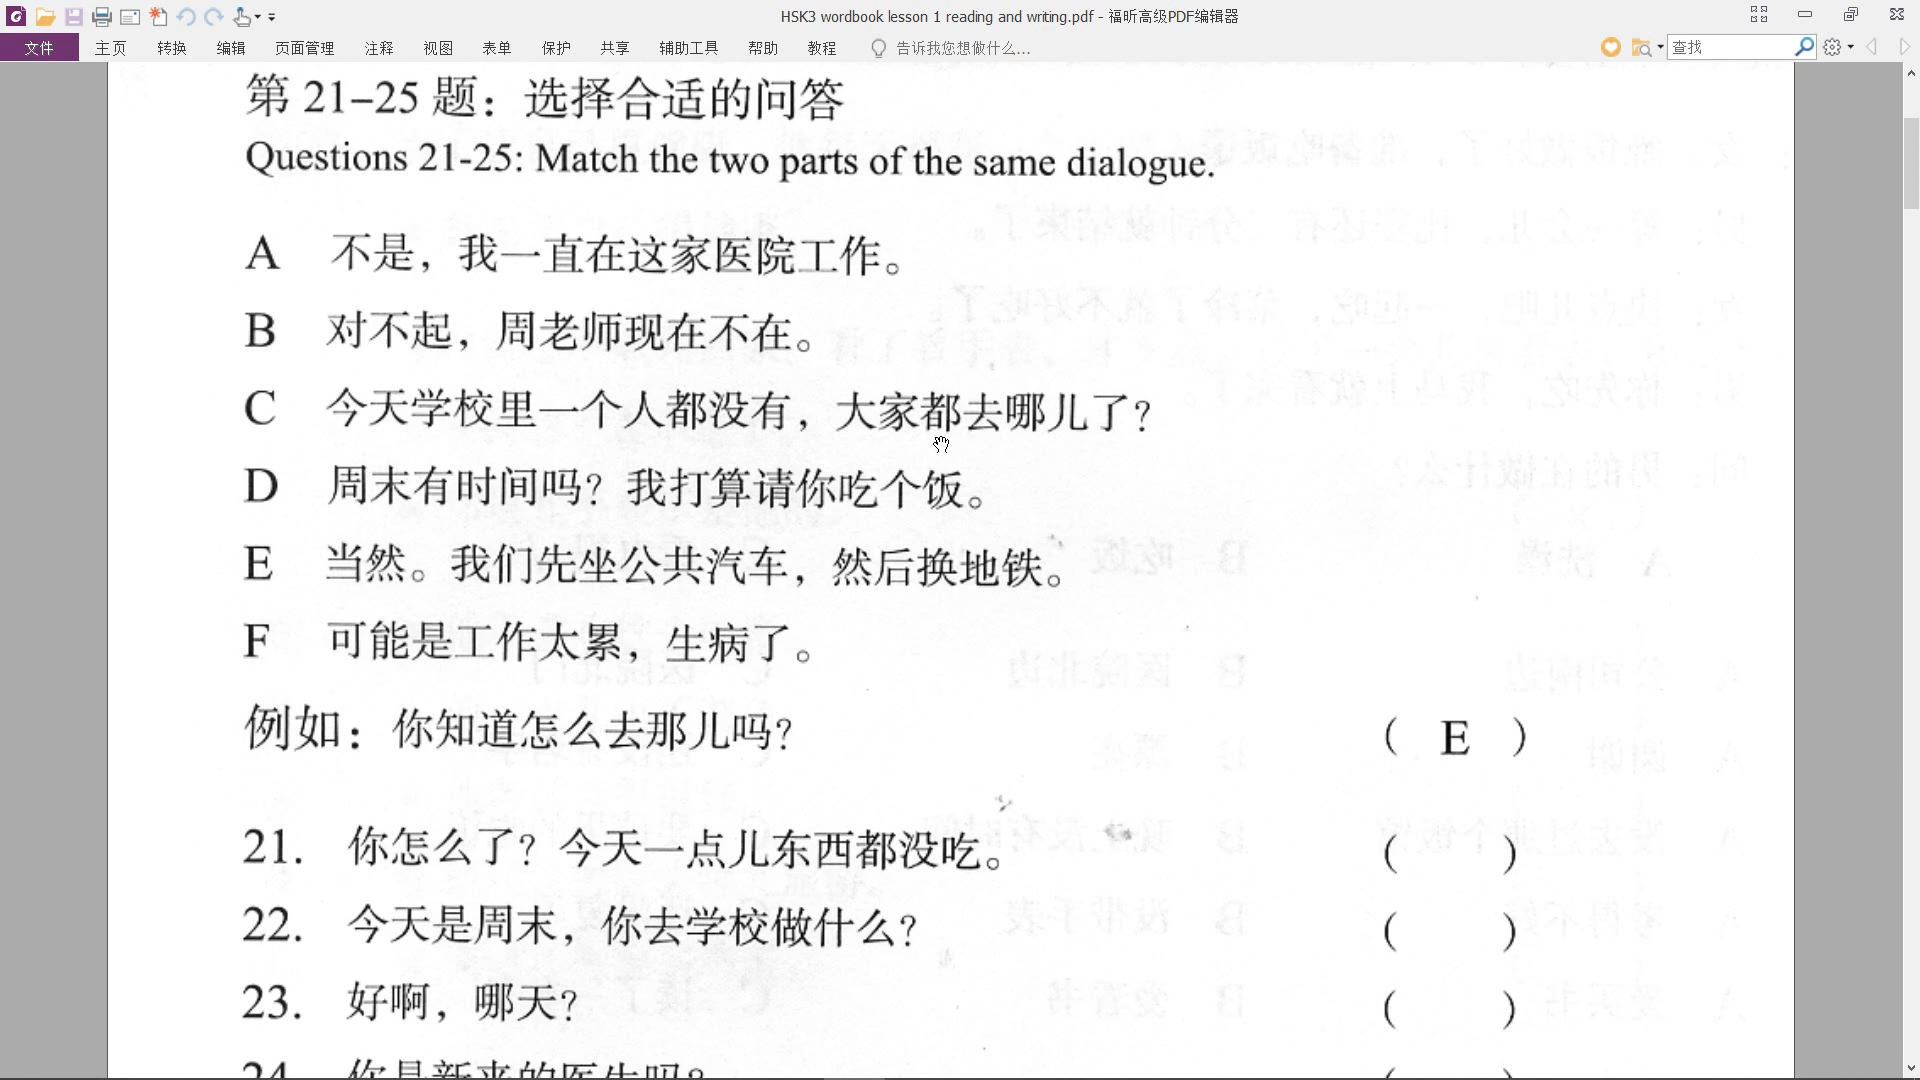 HSK3 wordbook lesson 1 reading and writing.pdf - 福昕高级PDF编辑器
文件 主页 转换 编辑 页面管理 注释 视图 表单 保护 共享 辅助工具 帮助 教程 告诉我您想做什么... 查找
第 21-25 题：选择合适的问答
Questions 21-25: Match the two parts of the same dialogue.
A 不是，我一直在这家医院工作。
B 对不起，周老师现在不在。
C 今天学校里一个人都没有，大家都去哪儿了？
D 周末有时间吗？我打算请你吃个饭。
E 当然。我们先坐公共汽车，然后换地铁。
F 可能是工作太累，生病了。
例如：你知道怎么去那儿吗？ （ E ）
21. 你怎么了？今天一点儿东西都没吃。 （ ）
22. 今天是周末，你去学校做什么？ （ ）
23. 好啊，哪天？ （ ）
24. 你是新来的医生吗？ （ ）